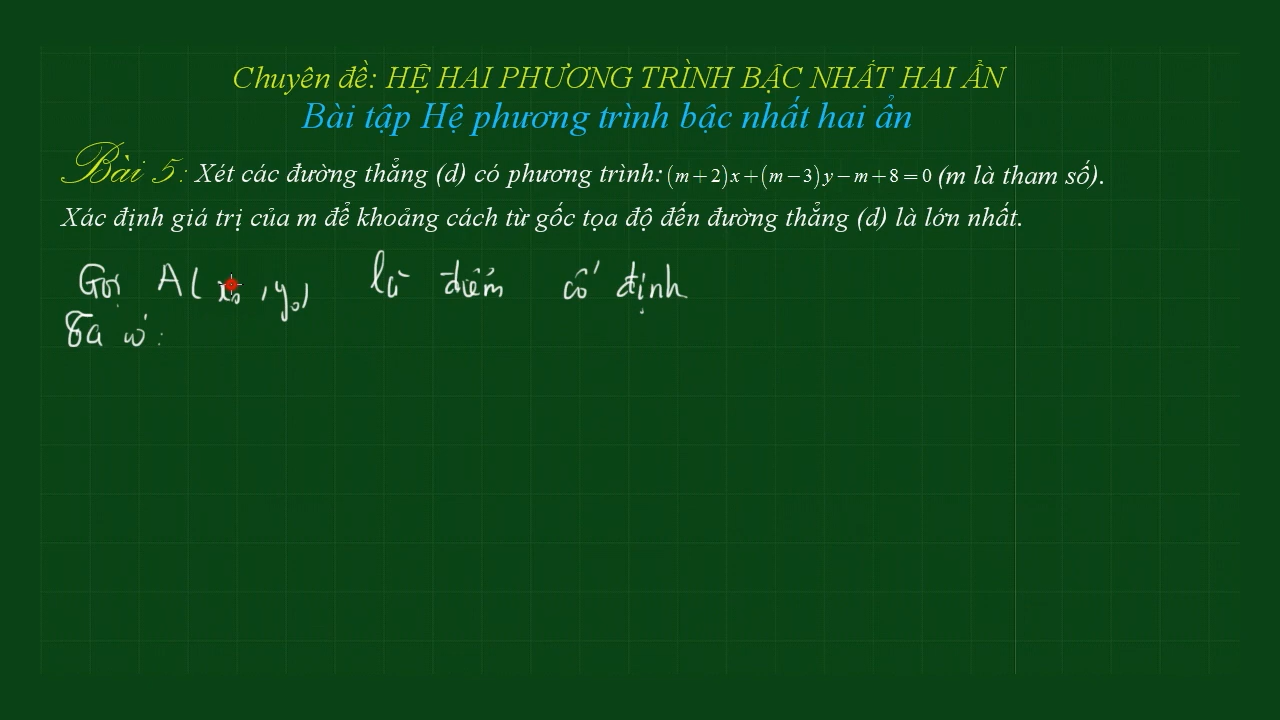 Chuyên đề: HỆ HAI PHƯƠNG TRÌNH BẬC NHẤT HAI ẨN
Bài tập Hệ phương trình bậc nhất hai ẩn
Bài 5: Xét các đường thẳng (d) có phương trình: (m+2)x+(m−3)y−m+8=0 (m là tham số).
Xác định giá trị của m để khoảng cách từ gốc tọa độ đến đường thẳng (d) là lớn nhất.
Gọi A(x₀, y₀) là điểm cố định
Ta có: